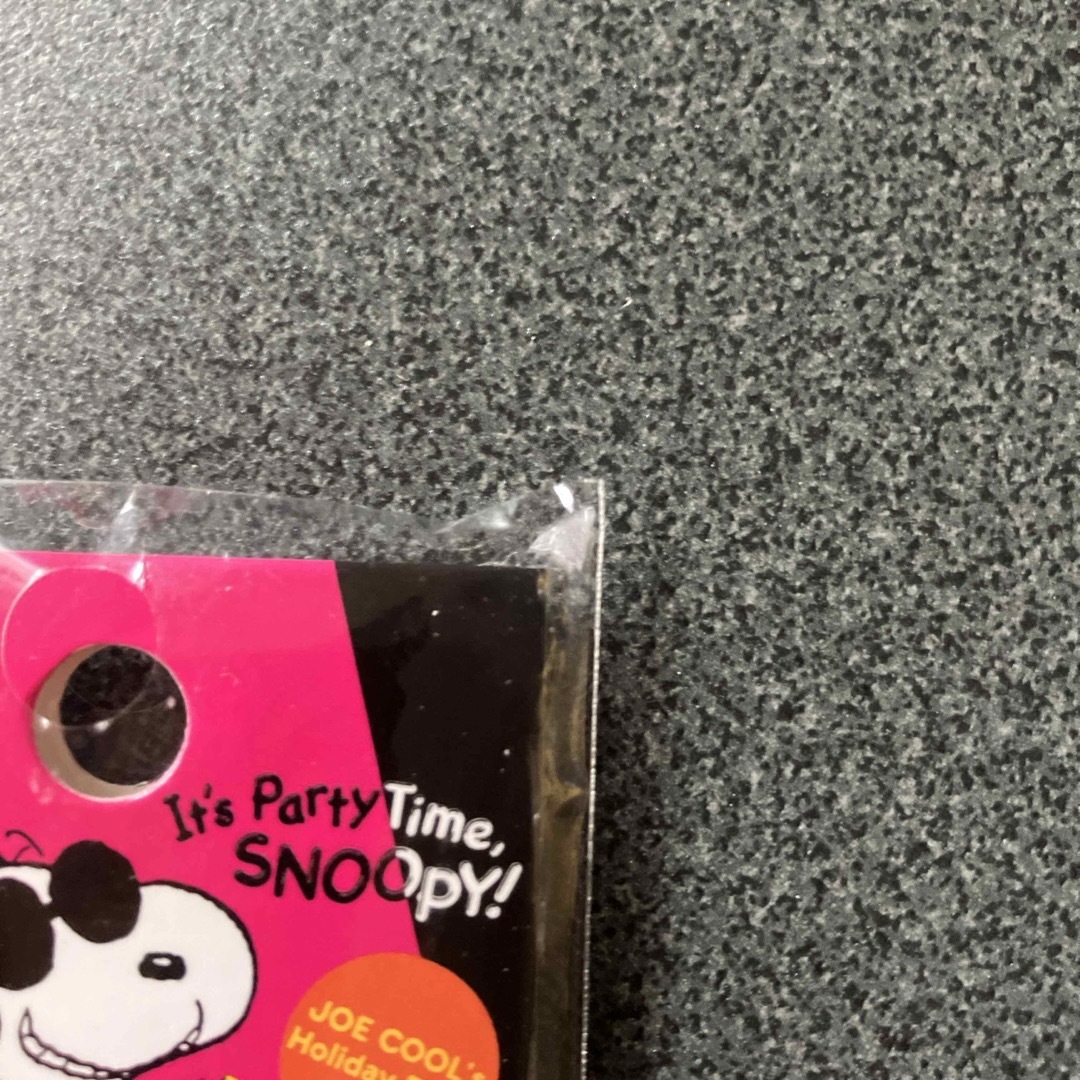 It's Party Time,
SNOOPY!
JOE COOL's
Holiday